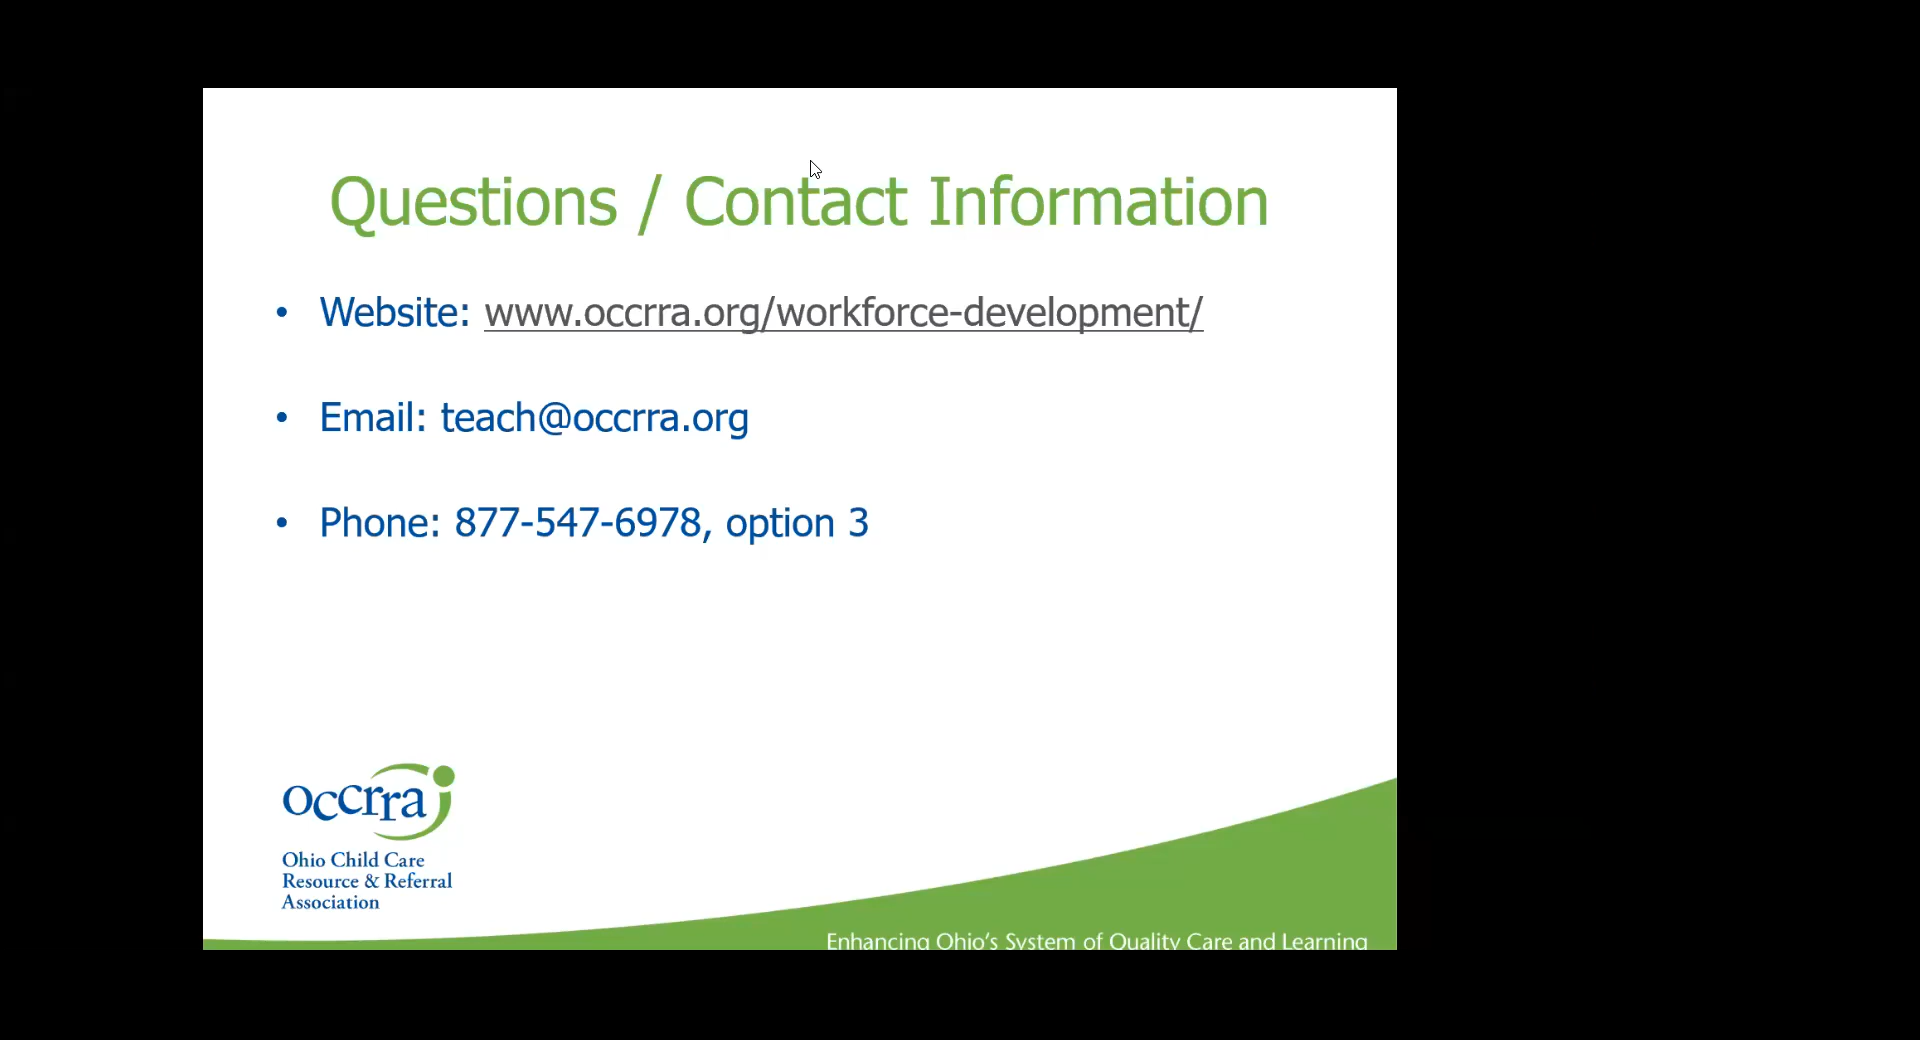 Questions / Contact Information
• Website: www.occrra.org/workforce-development/
• Email: teach@occrra.org
• Phone: 877-547-6978, option 3
occrra
Ohio Child Care
Resource & Referral
Association
Enhancing Ohio's System of Quality Care and Learning